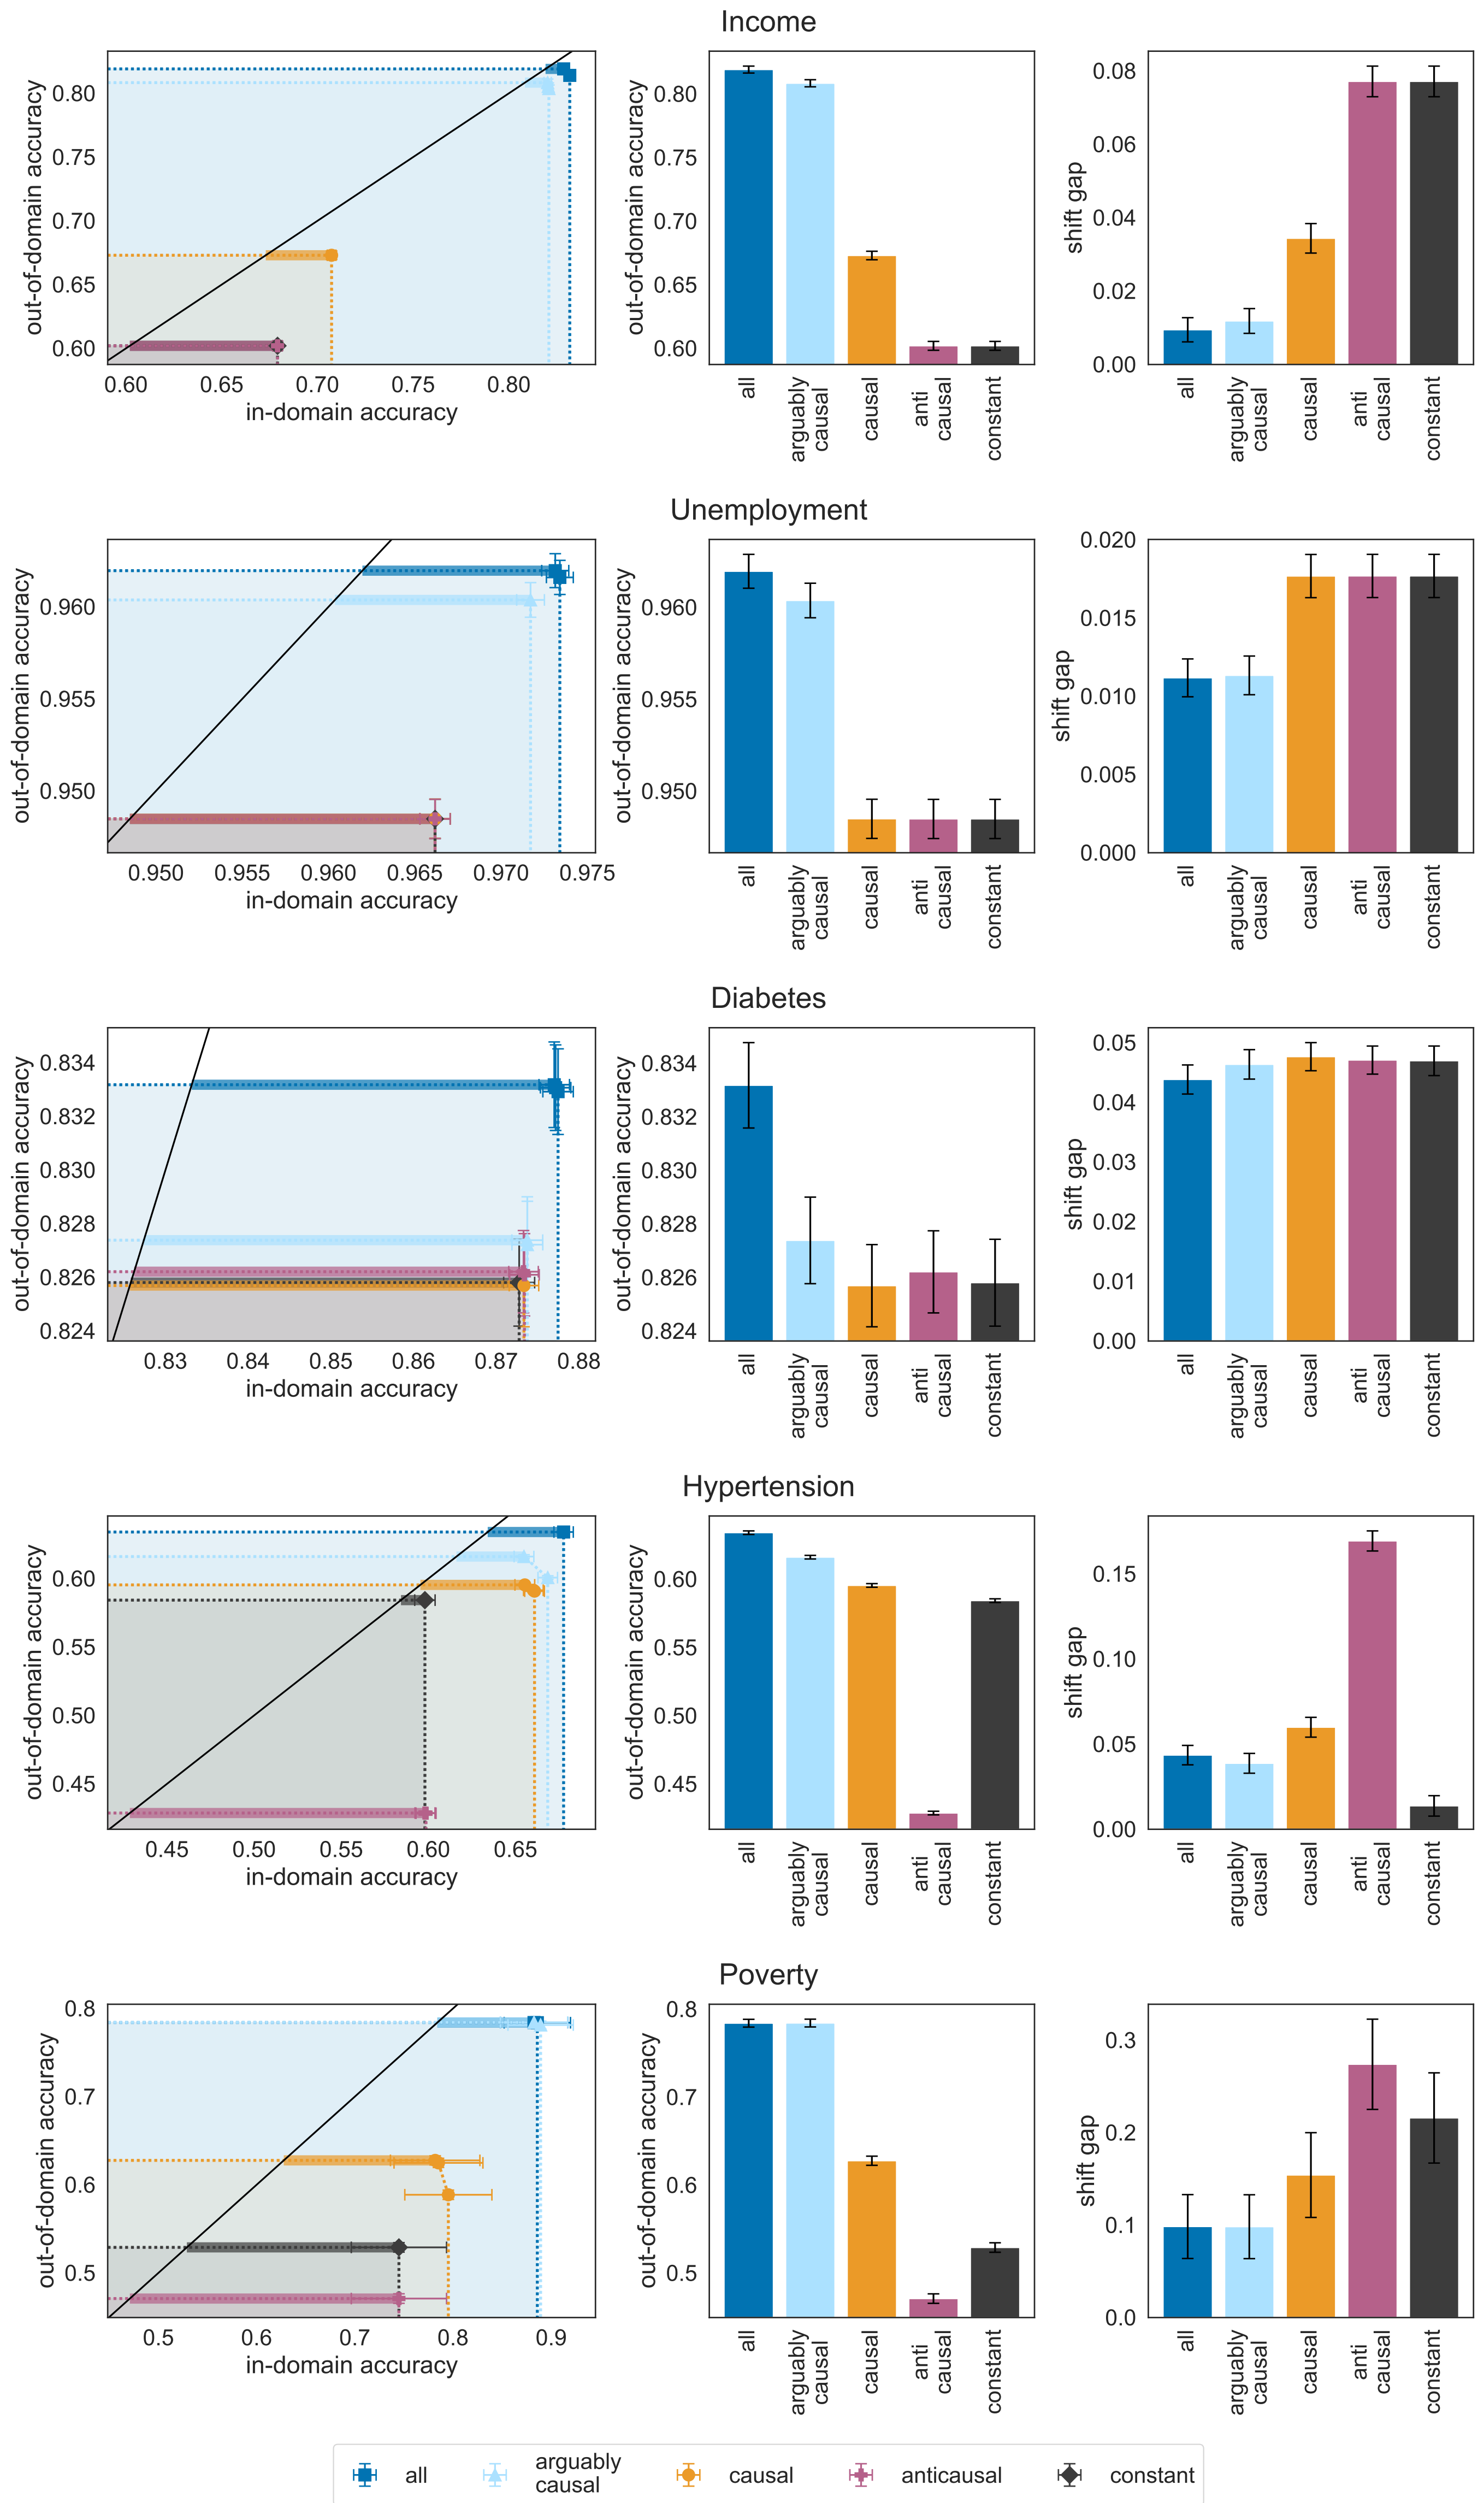 Income
out-of-domain accuracy
0.80
0.75
0.70
0.65
0.60
0.60 0.65 0.70 0.75 0.80
in-domain accuracy
out-of-domain accuracy
0.80
0.75
0.70
0.65
0.60
all
arguably
causal
causal
anti
causal
constant
shift gap
0.08
0.06
0.04
0.02
0.00
all
arguably
causal
causal
anti
causal
constant
Unemployment
out-of-domain accuracy
0.960
0.955
0.950
0.950 0.955 0.960 0.965 0.970 0.975
in-domain accuracy
out-of-domain accuracy
0.960
0.955
0.950
all
arguably
causal
causal
anti
causal
constant
shift gap
0.020
0.015
0.010
0.005
0.000
all
arguably
causal
causal
anti
causal
constant
Diabetes
out-of-domain accuracy
0.834
0.832
0.830
0.828
0.826
0.824
0.83 0.84 0.85 0.86 0.87 0.88
in-domain accuracy
out-of-domain accuracy
0.834
0.832
0.830
0.828
0.826
0.824
all
arguably
causal
causal
anti
causal
constant
shift gap
0.05
0.04
0.03
0.02
0.01
0.00
all
arguably
causal
causal
anti
causal
constant
Hypertension
out-of-domain accuracy
0.60
0.55
0.50
0.45
0.45 0.50 0.55 0.60 0.65
in-domain accuracy
out-of-domain accuracy
0.60
0.55
0.50
0.45
all
arguably
causal
causal
anti
causal
constant
shift gap
0.15
0.10
0.05
0.00
all
arguably
causal
causal
anti
causal
constant
Poverty
out-of-domain accuracy
0.8
0.7
0.6
0.5
0.5 0.6 0.7 0.8 0.9
in-domain accuracy
out-of-domain accuracy
0.8
0.7
0.6
0.5
all
arguably
causal
causal
anti
causal
constant
shift gap
0.3
0.2
0.1
0.0
all
arguably
causal
causal
anti
causal
constant
all
arguably
causal
causal
anticausal
constant